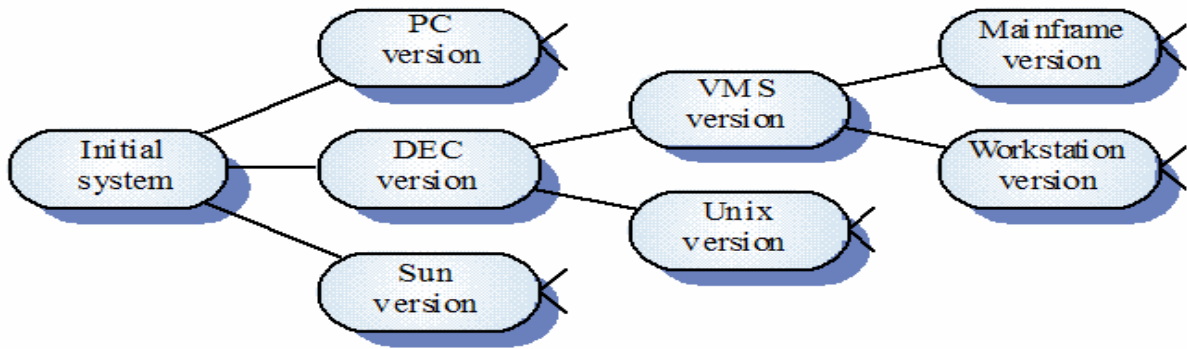 Initial
system
PC
version
DEC
version
Sun
version
VMS
version
Unix
version
Mainframe
version
Workstation
version